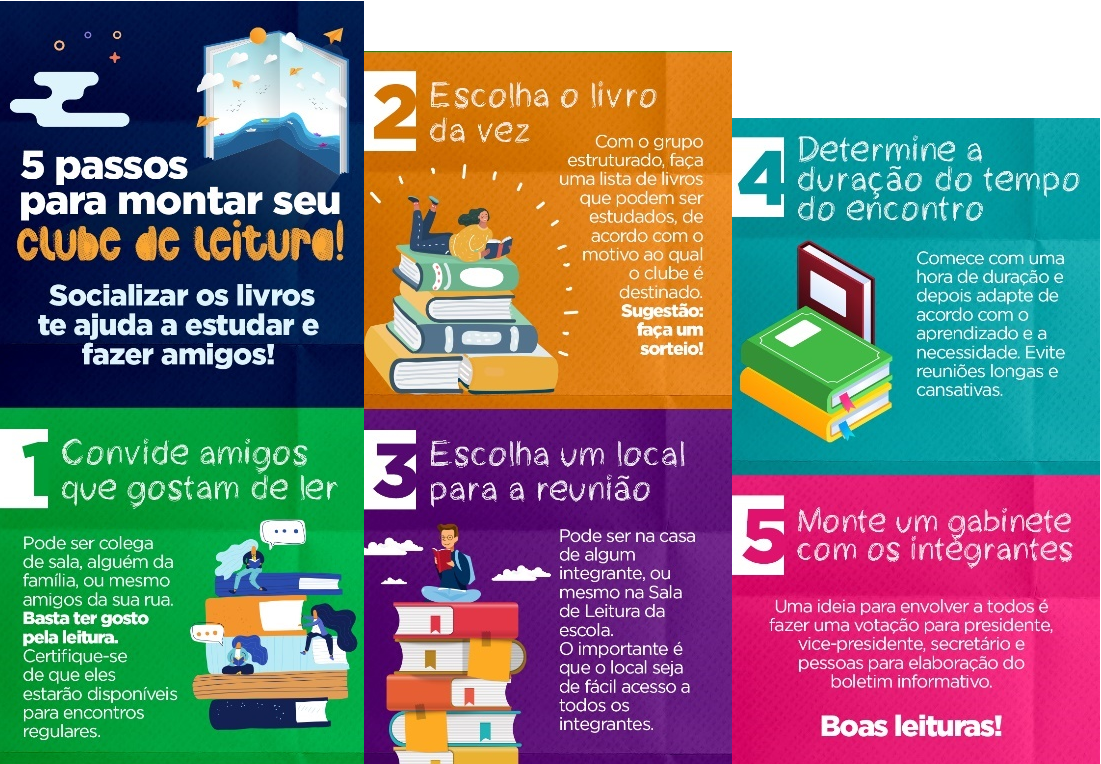 5 passos
para montar seu
clube de leitura!
Socializar os livros
te ajuda a estudar e
fazer amigos!
1
Convide amigos
que gostam de ler
Pode ser colega
de sala, alguém da
família, ou mesmo
amigos da sua rua.
Basta ter gosto
pela leitura.
Certifique-se
de que eles
estarão disponíveis
para encontros
regulares.
2
Escolha o livro
da vez
Com o grupo
estruturado, faça
uma lista de livros
que podem ser
estudados, de
acordo com o
motivo ao qual
o clube é
destinado.
Sugestão:
faça um
sorteio!
3
Escolha um local
para a reunião
Pode ser na casa
de algum
integrante, ou
mesmo na Sala
de Leitura da
escola.
O importante é
que o local seja
de fácil acesso a
todos os
integrantes.
4
Determine a
duração do tempo
do encontro
Comece com uma
hora de duração e
depois adapte de
acordo com o
aprendizado e a
necessidade. Evite
reuniões longas e
cansativas.
5
Monte um gabinete
com os integrantes
Uma ideia para envolver a todos é
fazer uma votação para presidente,
vice-presidente, secretário e
pessoas para elaboração do
boletim informativo.
Boas leituras!